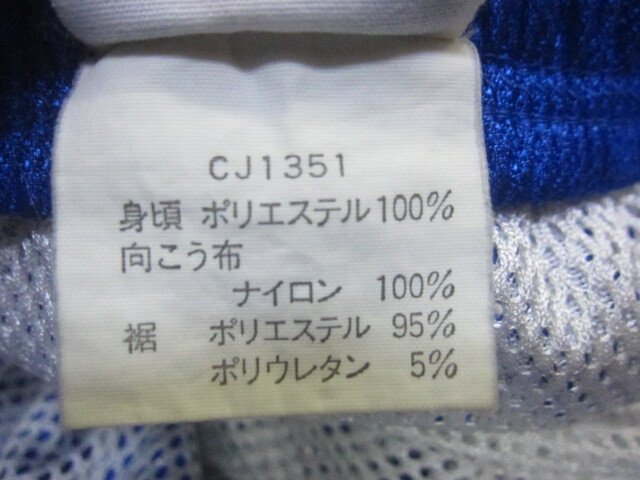 CJ1351
身頃 ポリエステル100%
向こう布
ナイロン 100%
裾 ポリエステル 95%
ポリウレタン 5%